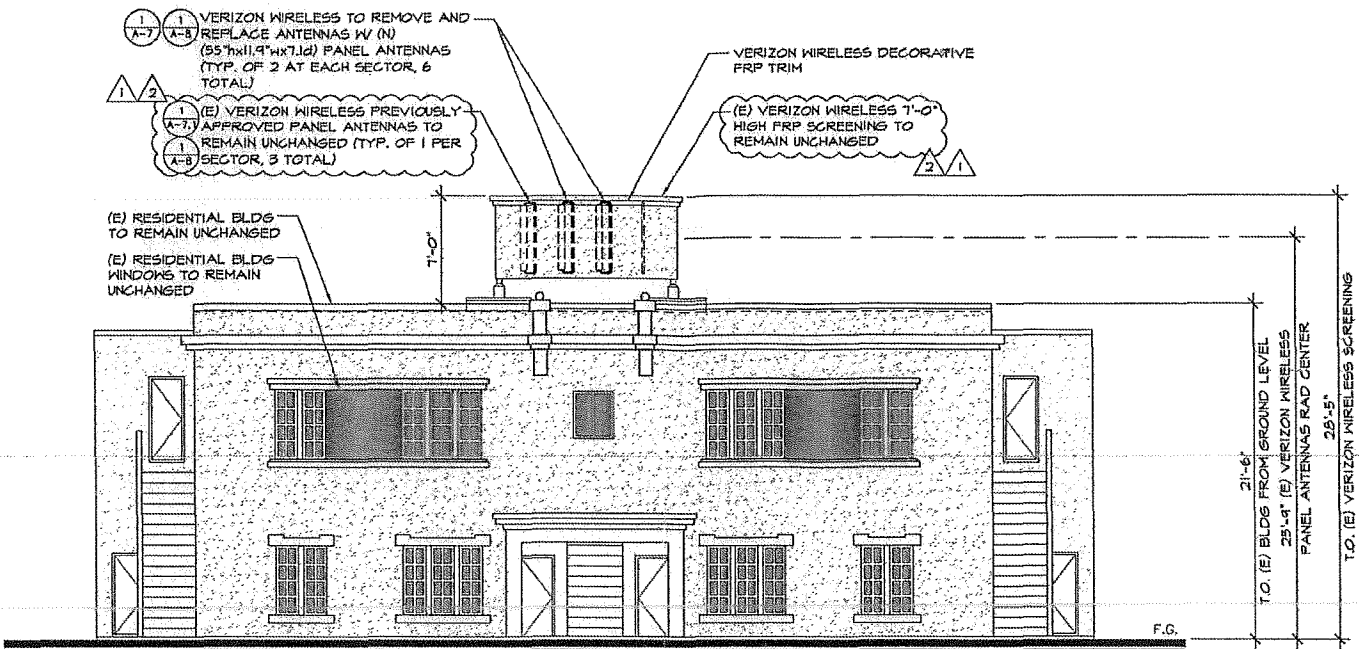 1
A-7
1
A-8
VERIZON WIRELESS TO REMOVE AND
REPLACE ANTENNAS W/ (N)
(55"hx11.9"wx7.1d) PANEL ANTENNAS
(TYP. OF 2 AT EACH SECTOR, 6
TOTAL)
1
2
1
A-7,
1
A-8
(E) VERIZON WIRELESS PREVIOUSLY
APPROVED PANEL ANTENNAS TO
REMAIN UNCHANGED (TYP. OF 1 PER
SECTOR, 3 TOTAL)
VERIZON WIRELESS DECORATIVE
FRP TRIM
(E) VERIZON WIRELESS 7'-0"
HIGH FRP SCREENING TO
REMAIN UNCHANGED
2
1
(E) RESIDENTIAL BLDG
TO REMAIN UNCHANGED
(E) RESIDENTIAL BLDG
WINDOWS TO REMAIN
UNCHANGED
7'-0"
21'-6"
T.O. (E) BLDG FROM GROUND LEVEL
25'-9" (E) VERIZON WIRELESS
PANEL ANTENNAS RAD CENTER
28'-5"
T.O. (E) VERIZON WIRELESS SCREENING
F.G.